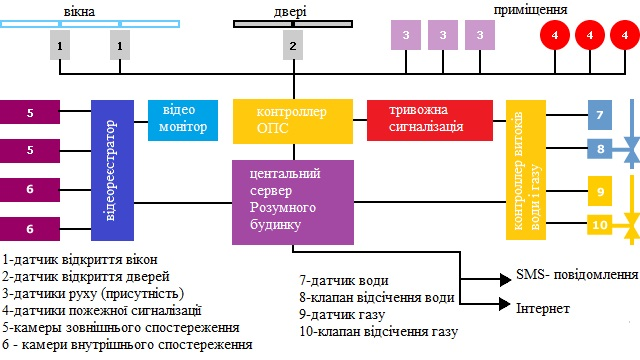 вікна
двері
приміщення
1
1
2
3
3
3
4
4
4
5
5
6
6
відеореєстратор
відео
монітор
контроллер
ОПС
тривожна
сигналізація
центальний
сервер
Розумного
будинку
контроллер витоків
води і газу
7
8
9
10
SMS- повідомлення
Інтернет
1-датчик відкриття вікон
2-датчик відкриття дверей
3-датчики руху (присутність)
4-датчики пожежної сигналізації
5-камеры зовнішнього спостереження
6 - камери внутрішнього спостереження
7-датчик води
8-клапан відсічення води
9-датчик газу
10-клапан відсічення газу